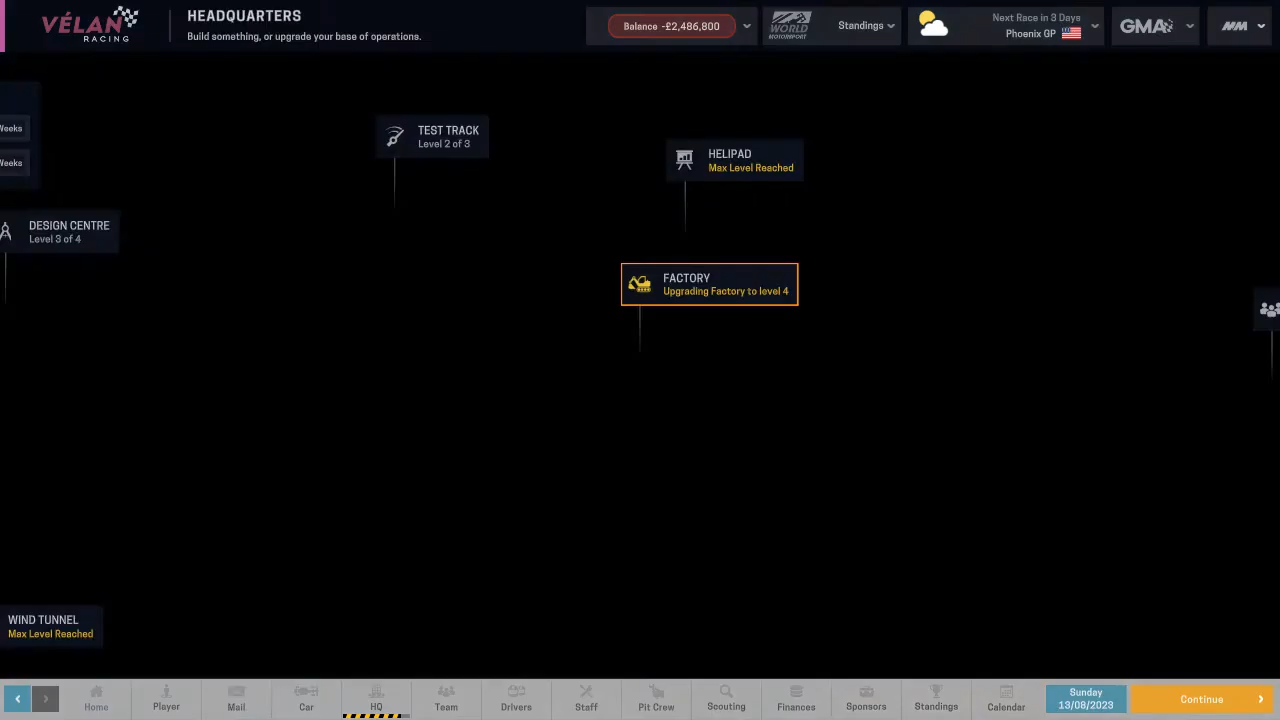 VÉLAN
RACING
HEADQUARTERS
Build something, or upgrade your base of operations.
Balance -£2,486,800
WORLD
MOTORSPORT
Standings
Next Race in 3 Days
Phoenix GP
GMA
Weeks
Weeks
TEST TRACK
Level 2 of 3
HELIPAD
Max Level Reached
DESIGN CENTRE
Level 3 of 4
FACTORY
Upgrading Factory to level 4
WIND TUNNEL
Max Level Reached
Home
Player
Mail
Car
HQ
Team
Drivers
Staff
Pit Crew
Scouting
Finances
Sponsors
Standings
Calendar
Sunday
13/08/2023
Continue